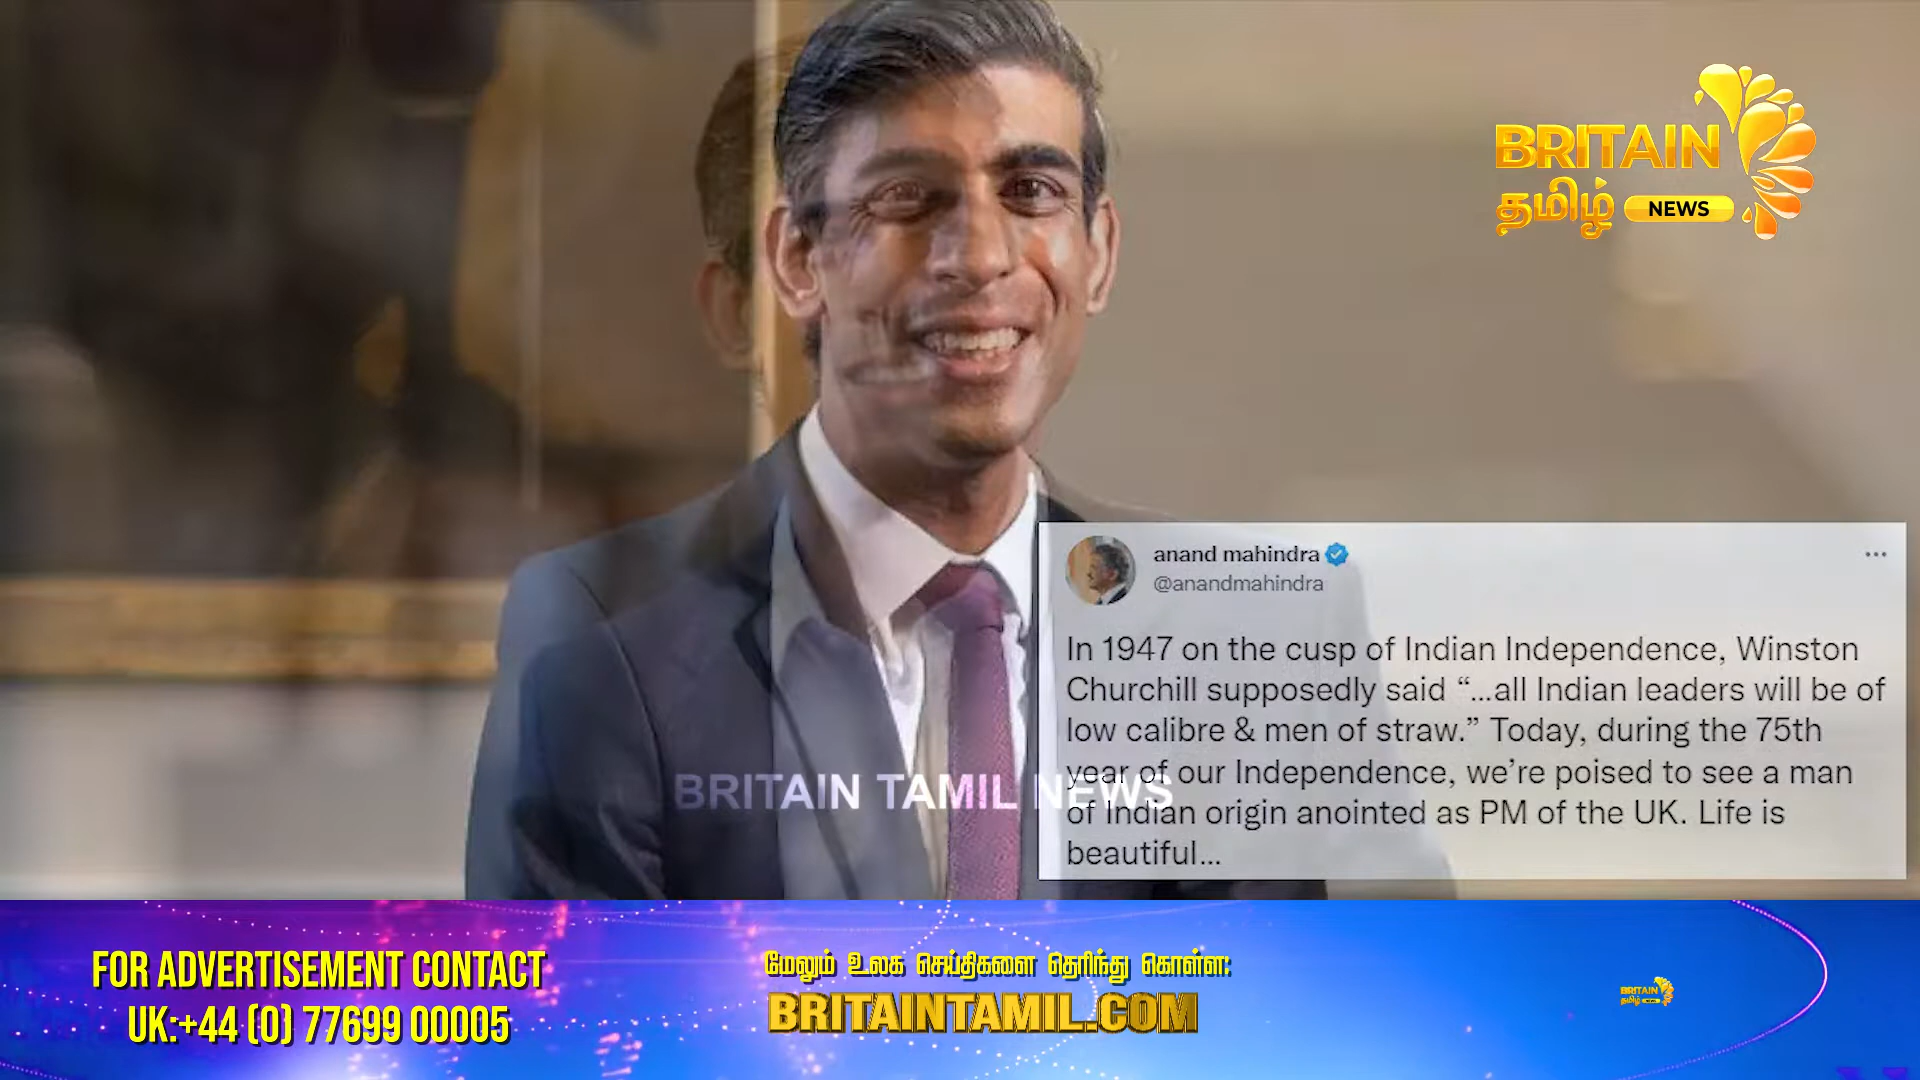 BRITAIN
தமிழ் NEWS
anand mahindra
@anandmahindra
In 1947 on the cusp of Indian Independence, Winston
Churchill supposedly said “...all Indian leaders will be of
low calibre & men of straw.” Today, during the 75th
year of our Independence, we’re poised to see a man
of Indian origin anointed as PM of the UK. Life is
beautiful...
BRITAIN TAMIL NEWS
FOR ADVERTISEMENT CONTACT
UK:+44 (0) 77699 00005
மேலும் உலக செய்திகளை தெரிந்து கொள்ள:
BRITAINTAMIL.COM
BRITAIN
தமிழ்